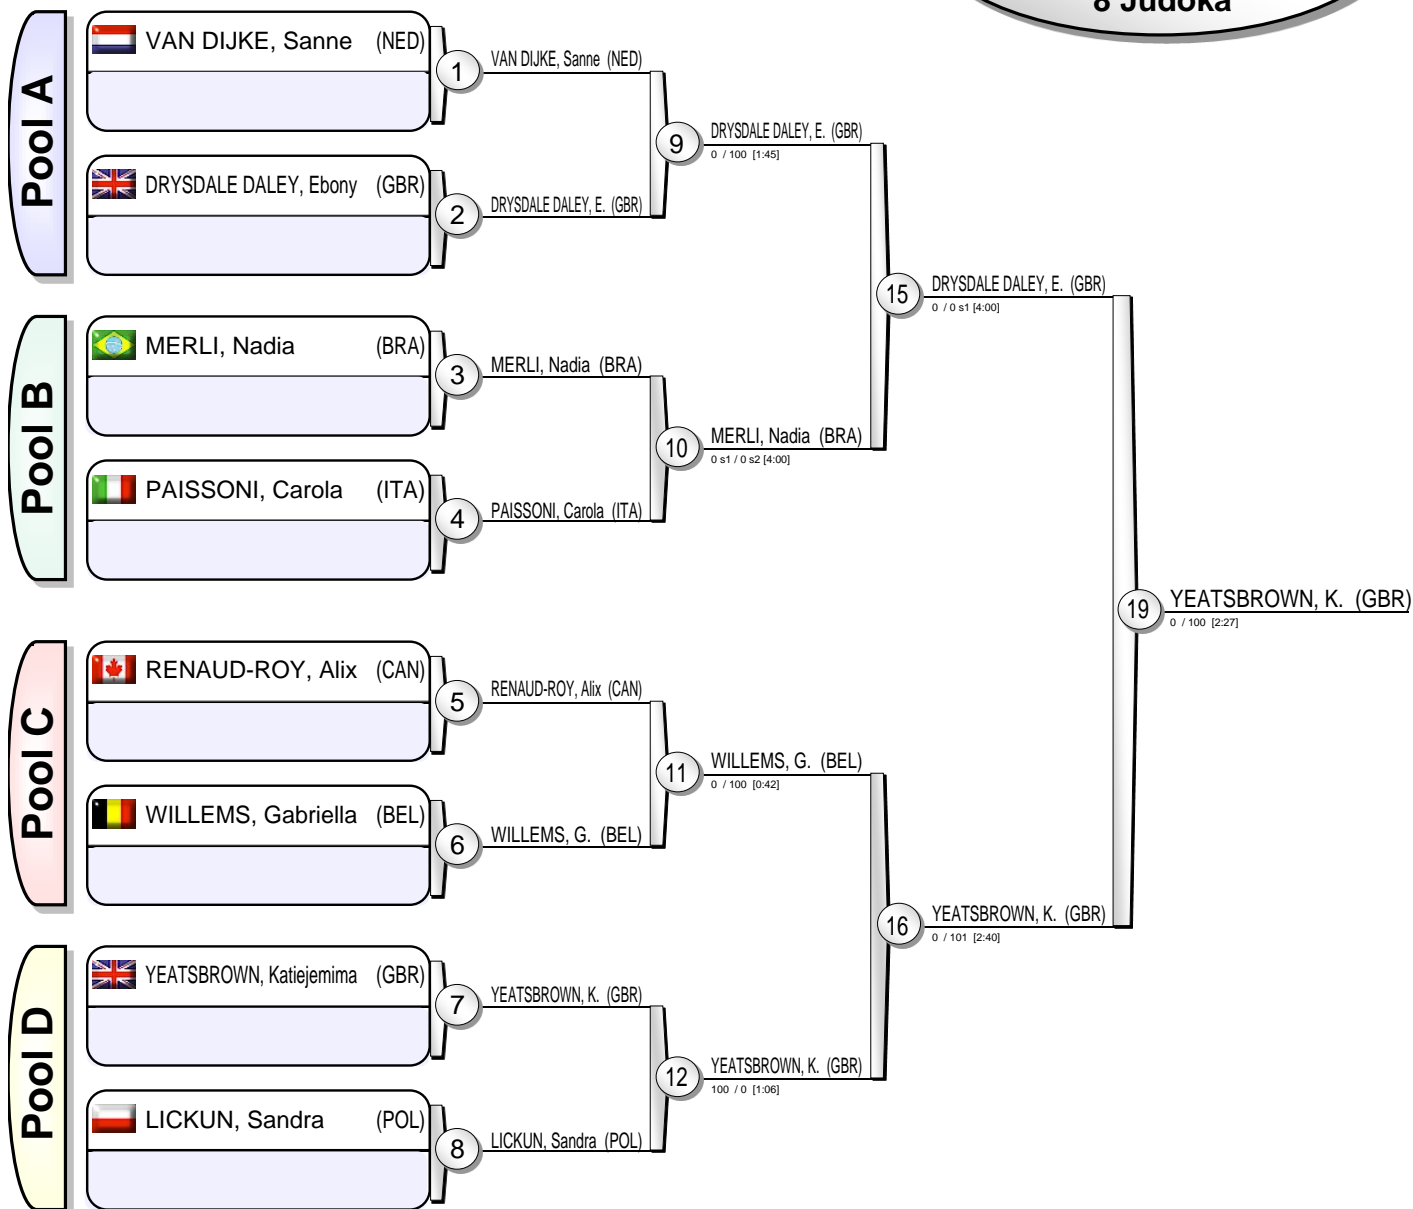 8 Judoka
Pool A
VAN DIJKE, Sanne (NED)
1
VAN DIJKE, Sanne (NED)
DRYSDALE DALEY, Ebony (GBR)
2
DRYSDALE DALEY, E. (GBR)
9
DRYSDALE DALEY, E. (GBR)
0 / 100 [1:45]
Pool B
MERLI, Nadia (BRA)
3
MERLI, Nadia (BRA)
PAISSONI, Carola (ITA)
4
PAISSONI, Carola (ITA)
10
MERLI, Nadia (BRA)
0 s1 / 0 s2 [4:00]
15
DRYSDALE DALEY, E. (GBR)
0 / 0 s1 [4:00]
Pool C
RENAUD-ROY, Alix (CAN)
5
RENAUD-ROY, Alix (CAN)
WILLEMS, Gabriella (BEL)
6
WILLEMS, G. (BEL)
11
WILLEMS, G. (BEL)
0 / 100 [0:42]
Pool D
YEATSBROWN, Katiejemima (GBR)
7
YEATSBROWN, K. (GBR)
LICKUN, Sandra (POL)
8
LICKUN, Sandra (POL)
12
YEATSBROWN, K. (GBR)
100 / 0 [1:06]
16
YEATSBROWN, K. (GBR)
0 / 101 [2:40]
19
YEATSBROWN, K. (GBR)
0 / 100 [2:27]